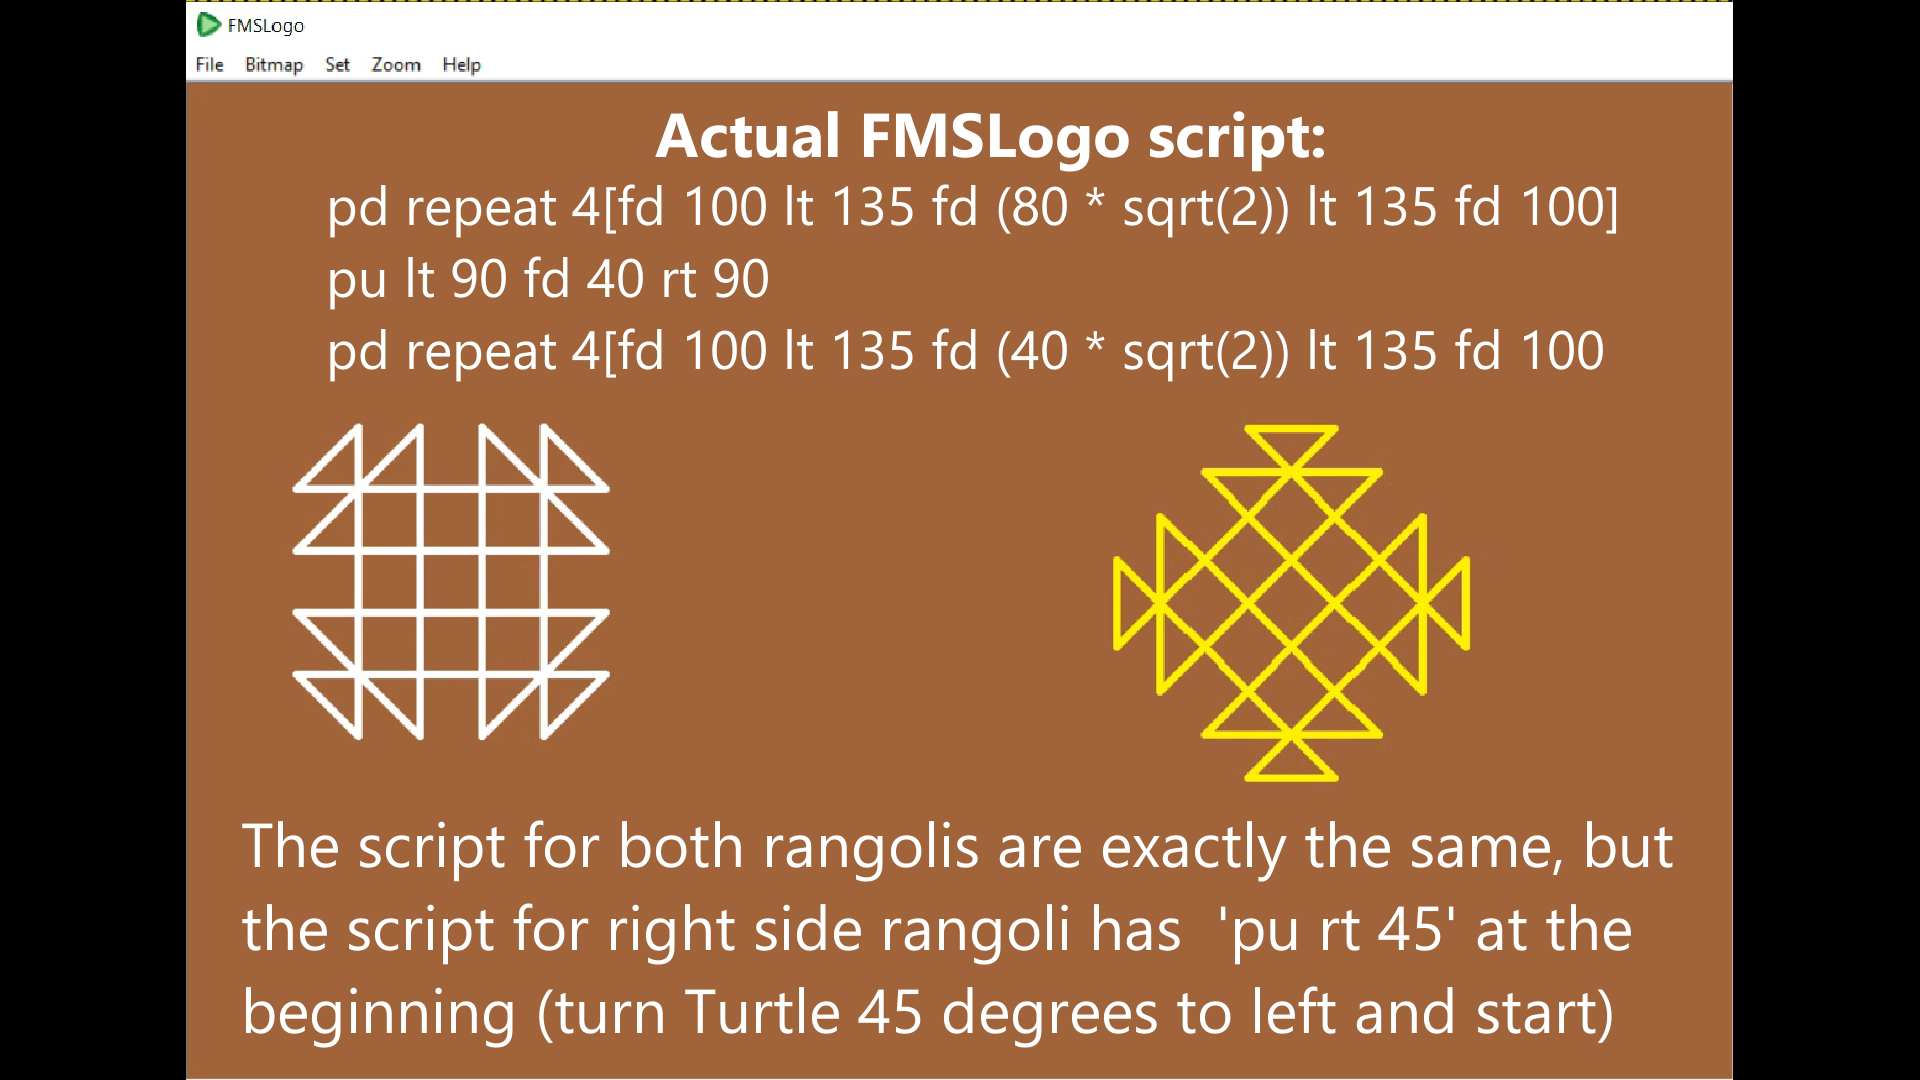 FMSLogo
File Bitmap Set Zoom Help
Actual FMSLogo script:
pd repeat 4[fd 100 lt 135 fd (80 * sqrt(2)) lt 135 fd 100]
pu lt 90 fd 40 rt 90
pd repeat 4[fd 100 lt 135 fd (40 * sqrt(2)) lt 135 fd 100
The script for both rangolis are exactly the same, but
the script for right side rangoli has  'pu rt 45' at the
beginning (turn Turtle 45 degrees to left and start)